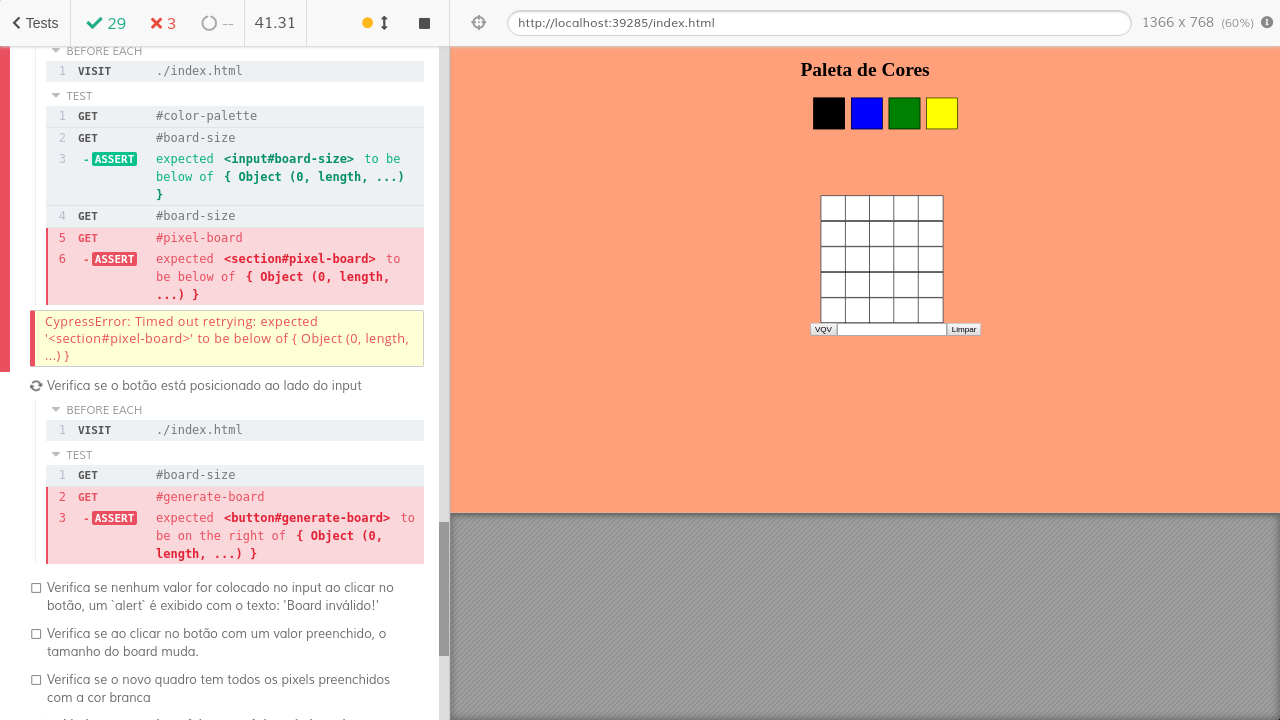 Tests
29
3
--
41.31
http://localhost:39285/index.html
1366 x 768 (60%)
BEFORE EACH
1 VISIT ./index.html
TEST
1 GET #color-palette
2 GET #board-size
3 -ASSERT expected <input#board-size> to be
below of { Object (0, length, ...)
}
4 GET #board-size
5 GET #pixel-board
6 -ASSERT expected <section#pixel-board> to
be below of { Object (0, length,
...) }
CypressError: Timed out retrying: expected
'<section#pixel-board>' to be below of { Object (0, length,
...) }
Verifica se o botão está posicionado ao lado do input
BEFORE EACH
1 VISIT ./index.html
TEST
1 GET #board-size
2 GET #generate-board
3 -ASSERT expected <button#generate-board> to
be on the right of { Object (0,
length, ...) }
Verifica se nenhum valor for colocado no input ao clicar no
botão, um `alert` é exibido com o texto: 'Board inválido!'
Verifica se ao clicar no botão com um valor preenchido, o
tamanho do board muda.
Verifica se o novo quadro tem todos os pixels preenchidos
com a cor branca
Paleta de Cores
VQV
Limpar